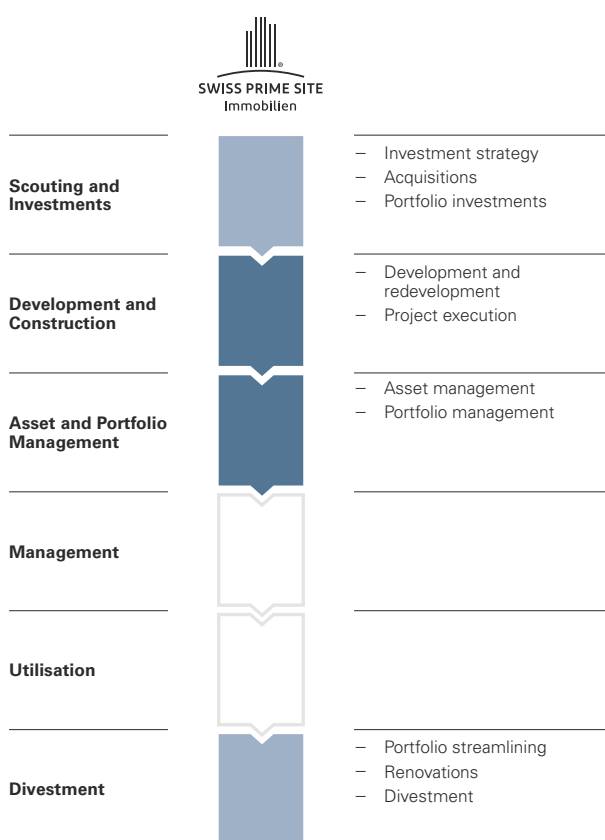 SWISS PRIME SITE
Immobilien
Scouting and
Investments
– Investment strategy
– Acquisitions
– Portfolio investments
Development and
Construction
– Development and
redevelopment
– Project execution
Asset and Portfolio
Management
– Asset management
– Portfolio management
Management
Utilisation
Divestment
– Portfolio streamlining
– Renovations
– Divestment